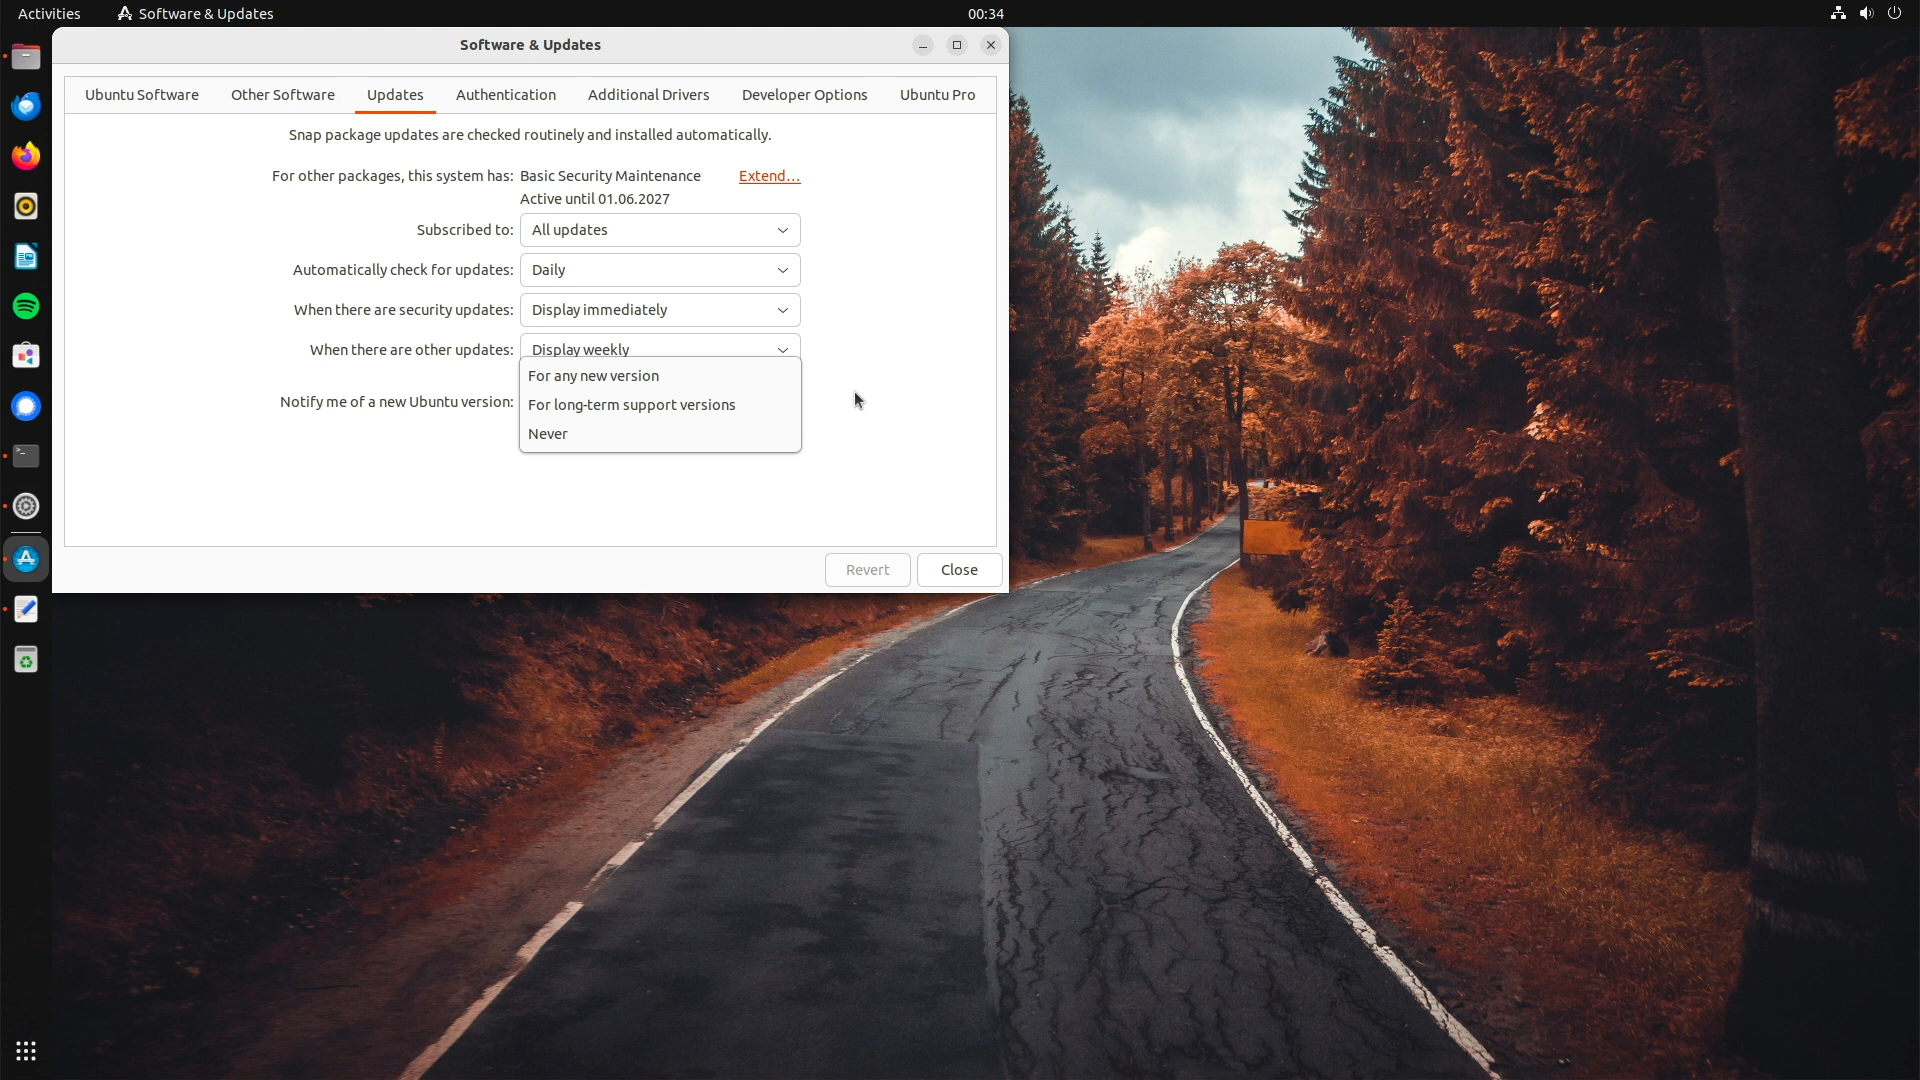 Activities
Software & Updates
00:34
Software & Updates
Ubuntu Software
Other Software
Updates
Authentication
Additional Drivers
Developer Options
Ubuntu Pro
Snap package updates are checked routinely and installed automatically.
For other packages, this system has:
Basic Security Maintenance
Extend...
Active until 01.06.2027
Subscribed to:
All updates
Automatically check for updates:
Daily
When there are security updates:
Display immediately
When there are other updates:
Display weekly
For any new version
Notify me of a new Ubuntu version:
For long-term support versions
Never
Revert
Close